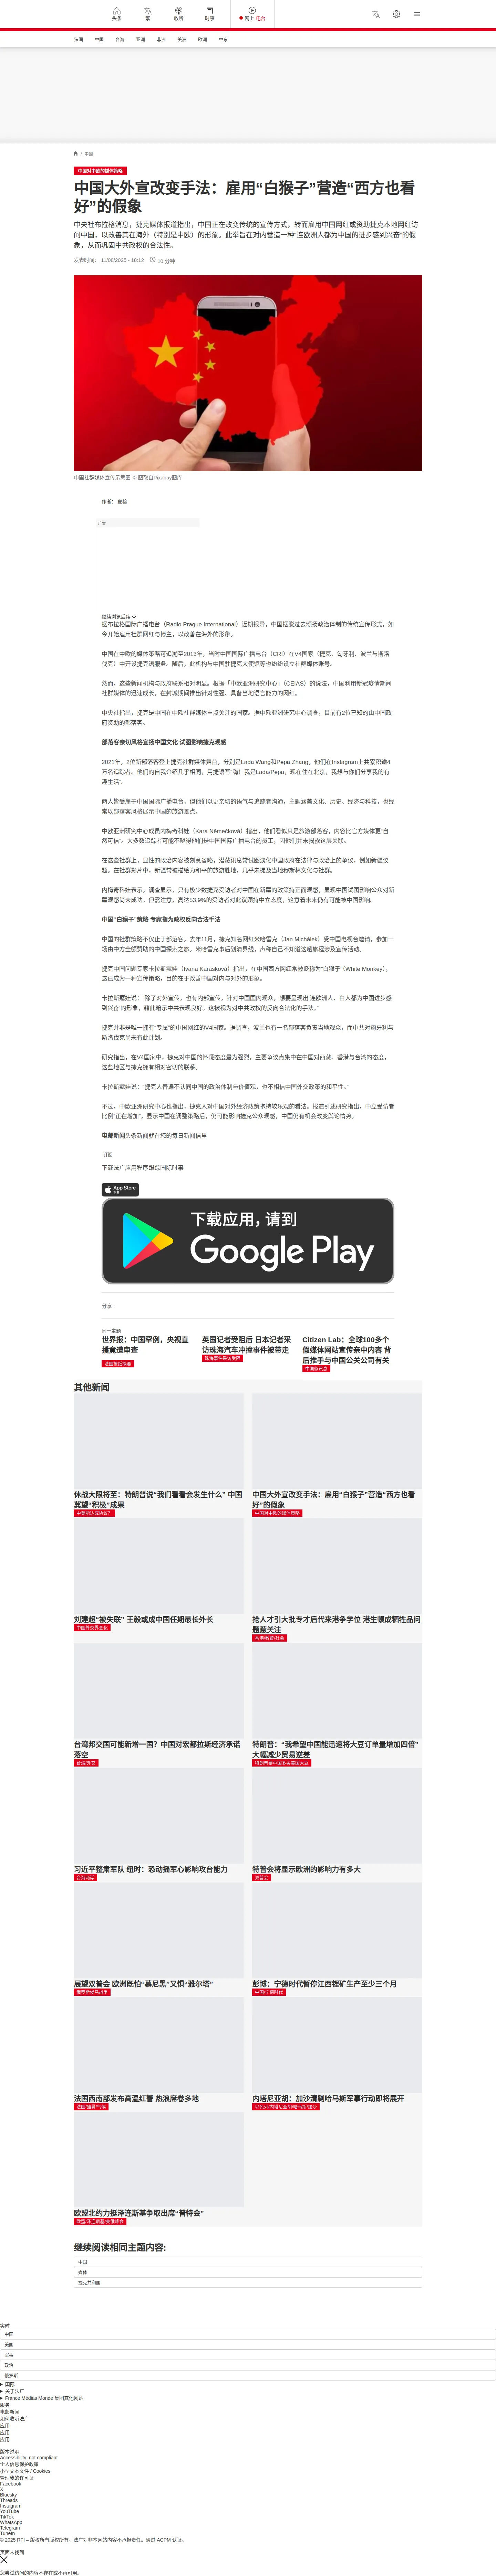 头条
繁
收听
时事
网上 电台
法国
中国
台海
亚洲
非洲
美洲
欧洲
中东
/ 法国
中国对中欧的媒体策略
中国大外宣改变手法：雇用“白猴子”营造“西方也看
好”的假象
中央社布拉格消息，捷克媒体报道指出，中国正在改变传统的宣传方式，转而雇用中国网红或资助捷克本地网红访
问中国，以改善其在海外（特别是中欧）的形象。此举旨在对内营造一种“连欧洲人都为中国的进步感到兴奋”的假
象，从而巩固中共政权的合法性。
发表时间： 11/08/2025 - 18:12
10 分钟
中国社群媒体宣传示意图 © 图取自Pixabay图库
作者： 夏榕
广告
继续浏览后续
据布拉格国际广播电台（Radio Prague International）近期报导，中国摆脱过去颂扬政治体制的传统宣传形式，如
今开始雇用社群网红与博主，以改善在海外的形象。
中国在中欧的媒体策略可追溯至2013年，当时中国国际广播电台（CRI）在V4国家（捷克、匈牙利、波兰与斯洛
伐克）中开设捷克语服务。随后，此机构与中国驻捷克大使馆等也纷纷设立社群媒体账号。
然而，这些新闻机构与政府联系相对明显。根据「中欧亚洲研究中心」（CEIAS）的说法，中国利用新冠疫情期间
社群媒体的迅速成长，在封城期间推出针对性强、具备当地语言能力的网红。
中央社指出，捷克是中国在中欧社群媒体重点关注的国家。据中欧亚洲研究中心调查，目前有2位已知的由中国政
府资助的部落客。
部落客亲切风格宣扬中国文化 试图影响捷克观感
2021年，2位新部落客登上捷克社群媒体舞台，分别是Lada Wang和Pepa Zhang，他们在Instagram上共累积逾4
万名追踪者。他们的自我介绍几乎相同，用捷语写“嗨！我是Lada/Pepa，现在住在北京，我想与你们分享我的有
趣生活”。
两人皆受雇于中国国际广播电台，但他们以更亲切的语气与追踪者沟通，主题涵盖文化、历史、经济与科技，也经
常以部落客风格展示中国的旅游景点。
中欧亚洲研究中心成员内梅奇科娃（Kara Němečková）指出，他们看似只是旅游部落客，内容比官方媒体更“自
然可信”。大多数追踪者可能不晓得他们是中国国际广播电台的员工，因他们并未揭露这层关联。
在这些社群上，显性的政治内容被刻意省略，潜藏讯息常试图淡化中国政府在法律与政治上的争议，例如新疆议
题。在社群影片中，新疆常被描绘为和平的旅游胜地，几乎未提及当地穆斯林文化与社群。
内梅奇科娃表示，调查显示，只有极少数捷克受访者对中国在新疆的政策持正面观感，显现中国试图影响公众对新
疆观感尚未成功。但需注意，高达53.9%的受访者对此议题持中立态度，这意着未来仍有可能被中国影响。
中国“白猴子”策略 专家指为政权反向合法手法
中国的社群策略不仅止于部落客。去年11月，捷克知名网红米哈雷克（Jan Michálek）受中国电视台邀请，参加一
场由中方全额赞助的中国探索之旅。米哈雷克事后划清界线，声称自己不知道这趟旅程涉及宣传活动。
捷克中国问题专家卡拉斯蔻娃（Ivana Karásková）指出，在中国西方网红常被贬称为“白猴子”（White Monkey），
这已成为一种宣传策略，目的在于改善中国对内与对外的形象。
卡拉斯蔻娃说：“除了对外宣传，也有内部宣传，针对中国国内观众，想要呈现出‘连欧洲人、白人都为中国进步感
到兴奋’的形象，藉此暗示中共表现良好。这被视为对中共政权的反向合法化的手法。”
捷克并非是唯一拥有“专属”的中国网红的V4国家。据调查，波兰也有一名部落客负责当地观众，而中共对匈牙利与
斯洛伐克尚未有此计划。
研究指出，在V4国家中，捷克对中国的怀疑态度最为强烈，主要争议点集中在中国对西藏、香港与台湾的态度，
这些地区与捷克拥有相对密切的联系。
卡拉斯蔻娃说：“捷克人普遍不认同中国的政治体制与价值观，也不相信中国外交政策的和平性。”
不过，中欧亚洲研究中心也指出，捷克人对中国对外经济政策抱持较乐观的看法。报道引述研究指出，中立受访者
比例“正在增加”，显示中国在调整策略后，仍可能影响捷克公众观感，中国仍有机会改变舆论情势。
电邮新闻头条新闻就在您的每日新闻信里
订阅
下载法广应用程序跟踪国际时事
App Store
下载应用，请到
Google Play
分享 :
同一主题
世界报：中国罕例，央视直
播竟遭审查
法国报纸摘要
英国记者受阻后 日本记者采
访珠海汽车冲撞事件被带走
珠海事件采访受阻
Citizen Lab：全球100多个
假媒体网站宣传亲中内容 背
后推手与中国公关公司有关
中国假讯息
其他新闻
休战大限将至：特朗普说“我们看看会发生什么” 中国
冀望“积极”成果
中美能达成协议？
中国大外宣改变手法：雇用“白猴子”营造“西方也看
好”的假象
中国对中欧的媒体策略
刘建超“被失联” 王毅或成中国任期最长外长
中国外交界变化
抢人才引大批专才后代来港争学位 港生顿成牺牲品问
题惹关注
香港/教育/社会
台湾邦交国可能新增一国？中国对宏都拉斯经济承诺
落空
台湾/外交
特朗普：“我希望中国能迅速将大豆订单量增加四倍”
大幅减少贸易逆差
特朗普要中国多买美国大豆
习近平整肃军队 纽时：恐动摇军心影响攻台能力
台海两岸
特普会将显示欧洲的影响力有多大
双普会
展望双普会 欧洲既怕“慕尼黑”又惧“雅尔塔”
俄罗斯侵乌战争
彭博：宁德时代暂停江西锂矿生产至少三个月
中国/宁德时代
法国西南部发布高温红警 热浪席卷多地
法国/酷暑/气候
内塔尼亚胡：加沙清剿哈马斯军事行动即将展开
以色列/内塔尼亚胡/哈马斯/加沙
欧盟北约力挺泽连斯基争取出席“普特会”
欧盟/泽连斯基/美俄峰会
继续阅读相同主题内容:
中国
媒体
捷克共和国
实时
中国
美国
军事
政治
俄罗斯
国际
关于法广
France Médias Monde 集团其他网站
服务
电邮新闻
如何收听法广
应用
应用
应用
版本说明
Accessibility: not compliant
个人信息保护政策
小型文本文件 / Cookies
管理我的许可证
Facebook
X
Bluesky
Threads
Instagram
YouTube
TikTok
WhatsApp
Telegram
TuneIn
© 2025 RFI – 版权所有版权所有。法广对非本网站内容不承担责任。通过 ACPM 认证。
页面未找到
您尝试访问的内容不存在或不再可用。